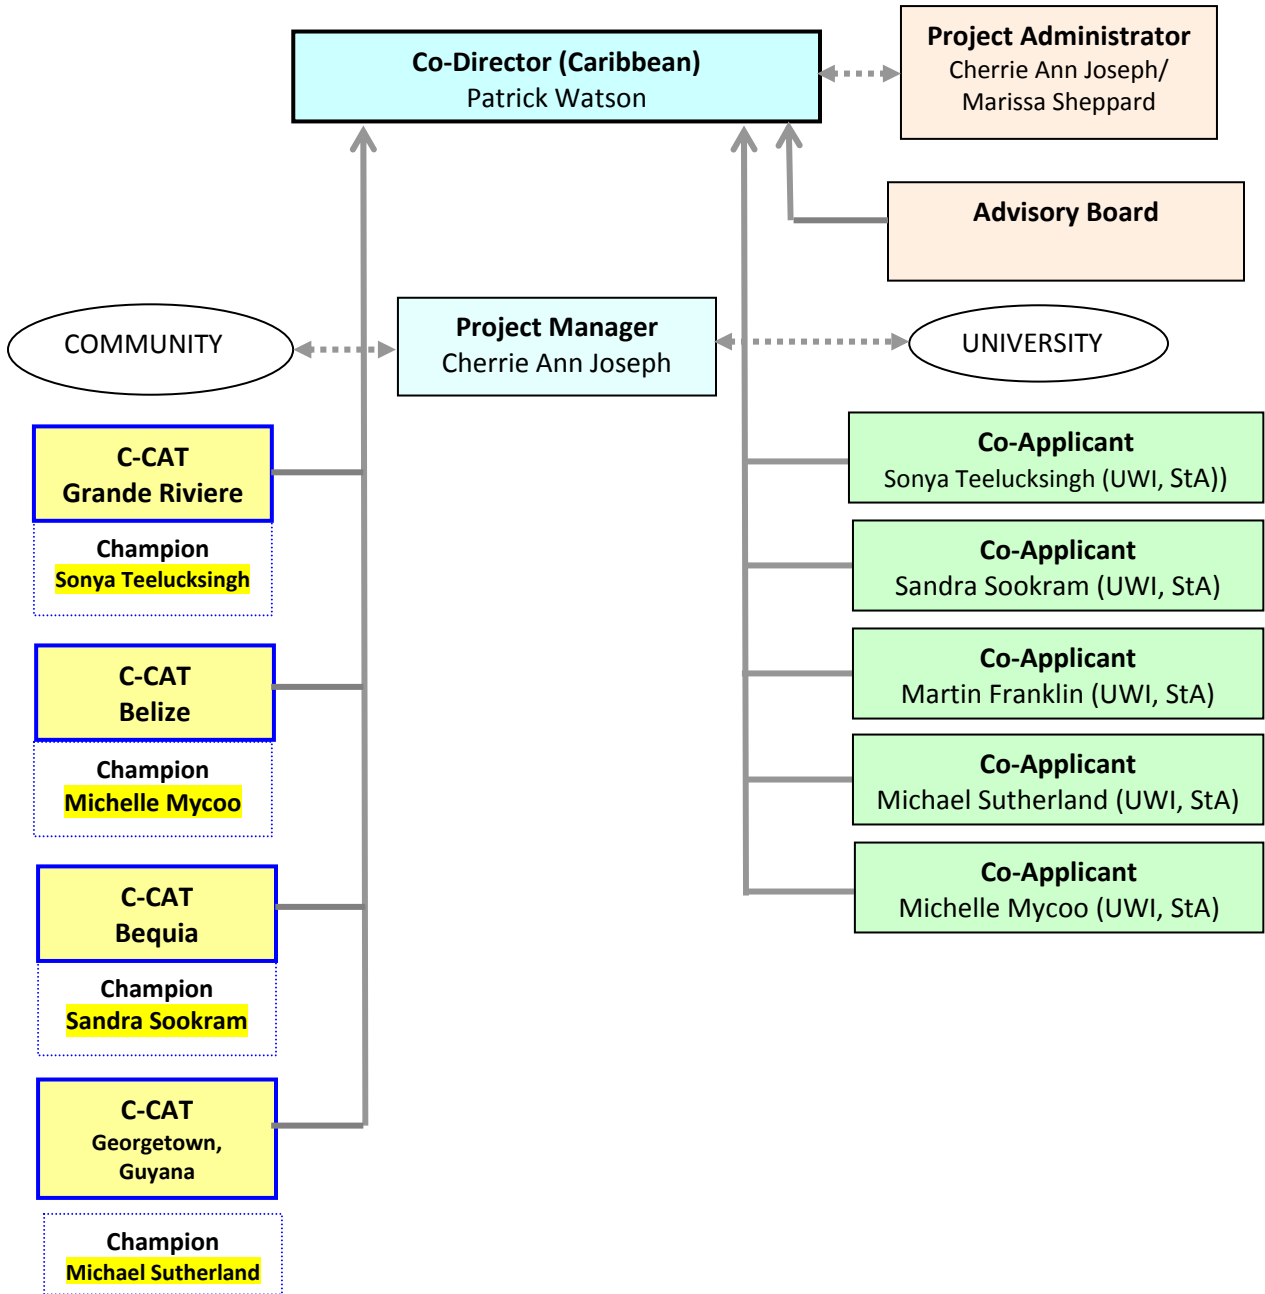 Co-Director (Caribbean)
Patrick Watson
Project Administrator
Cherrie Ann Joseph/
Marissa Sheppard
Advisory Board
COMMUNITY
Project Manager
Cherrie Ann Joseph
UNIVERSITY
C-CAT
Grande Riviere
Champion
Sonya Teelucksingh
C-CAT
Belize
Champion
Michelle Mycoo
C-CAT
Bequia
Champion
Sandra Sookram
C-CAT
Georgetown,
Guyana
Champion
Michael Sutherland
Co-Applicant
Sonya Teelucksingh (UWI, StA))
Co-Applicant
Sandra Sookram (UWI, StA)
Co-Applicant
Martin Franklin (UWI, StA)
Co-Applicant
Michael Sutherland (UWI, StA)
Co-Applicant
Michelle Mycoo (UWI, StA)